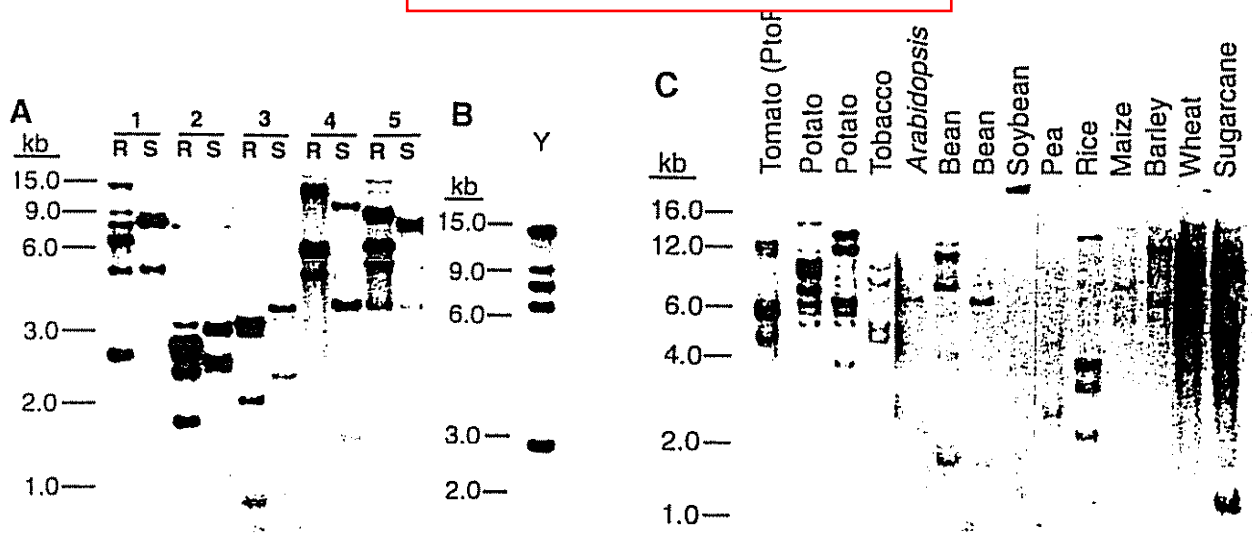 A
kb
1 2 3 4 5
R S R S R S R S R S
15.0
9.0
6.0
3.0
2.0
1.0
B
Y
kb
15.0
9.0
6.0
3.0
2.0
C
kb
Tomato (PtoR
Potato
Potato
Tobacco
Arabidopsis
Bean
Bean
Soybean
Pea
Rice
Maize
Barley
Wheat
Sugarcane
16.0
12.0
6.0
4.0
2.0
1.0